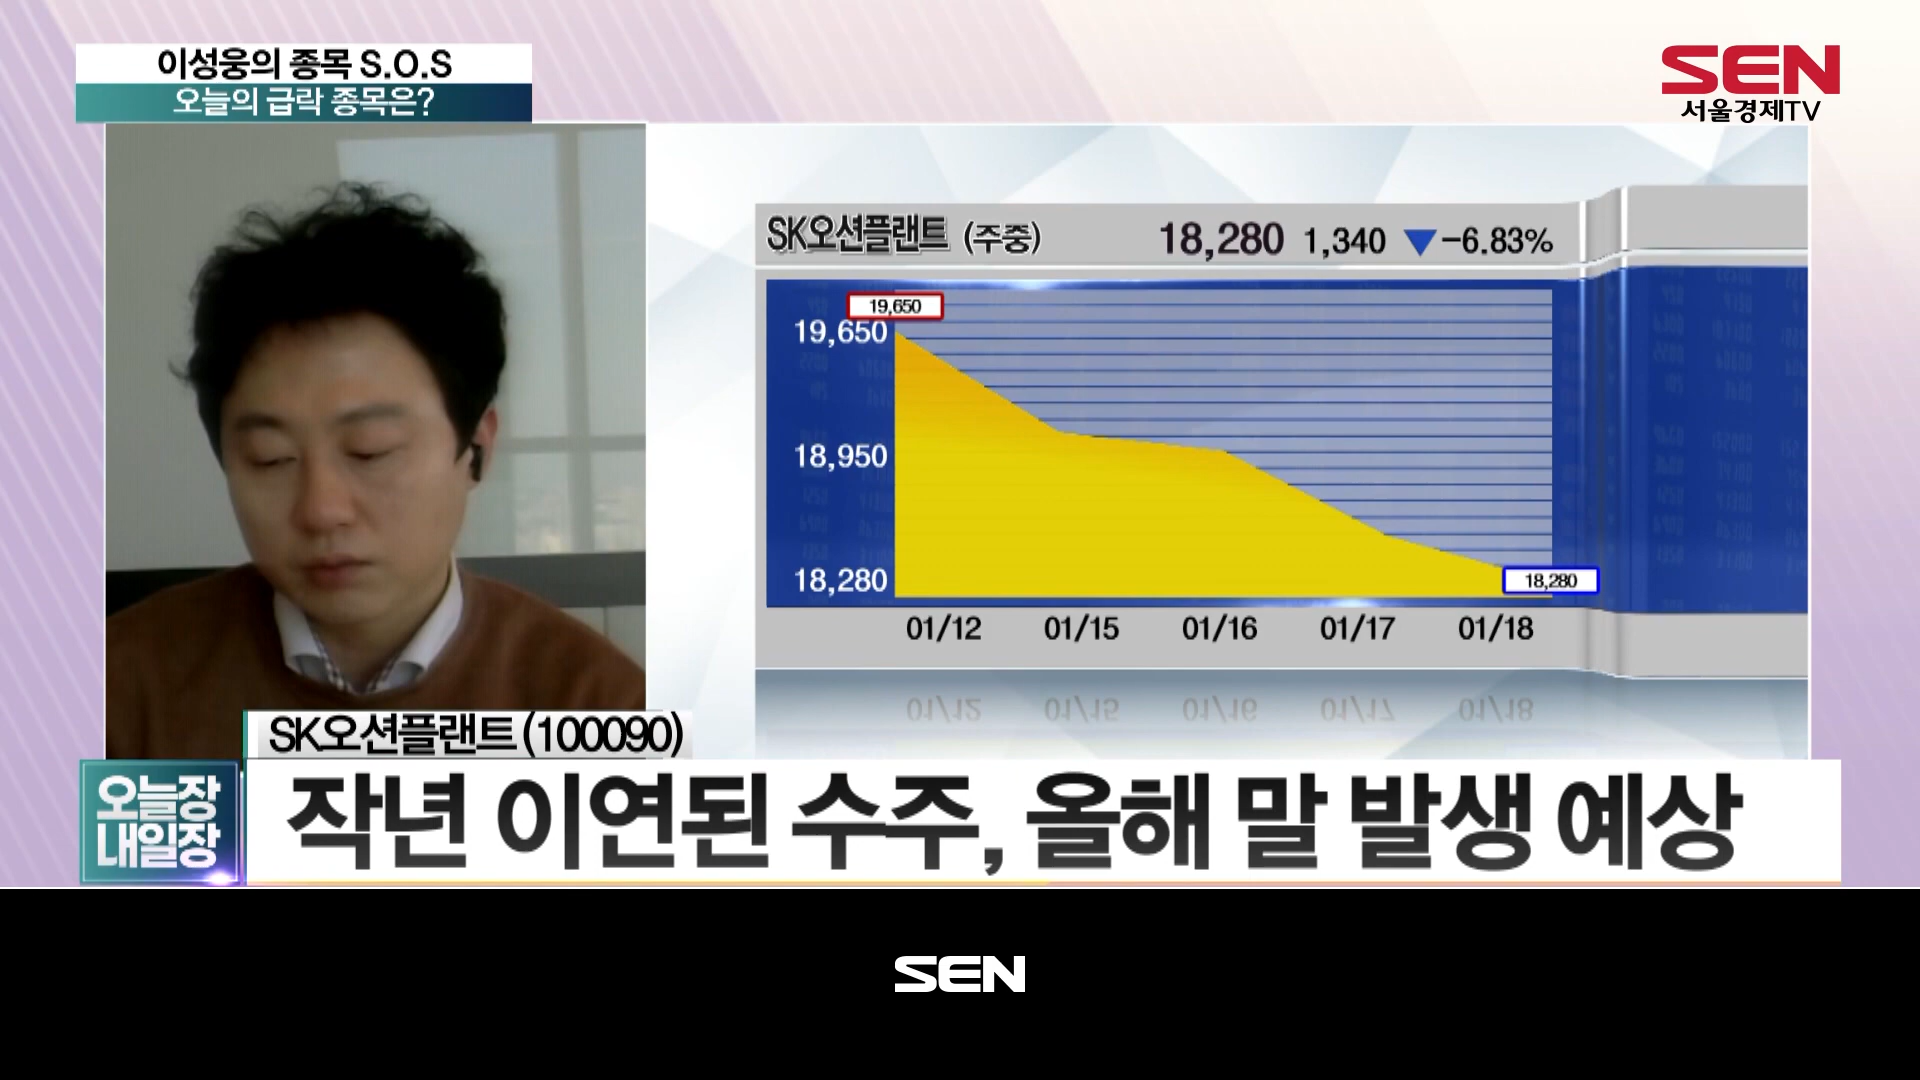 이성웅의 종목 S.O.S
오늘의 급락 종목은?
SEN
서울경제TV
SK오션플랜트 (주중) 18,280 1,340 ▼-6.83%
19,650
19,650
18,950
18,280
18,280
01/12 01/15 01/16 01/17 01/18
SK오션플랜트(100090)
오늘장
내일장
작년 이연된 수주, 올해 말 발생 예상
SEN